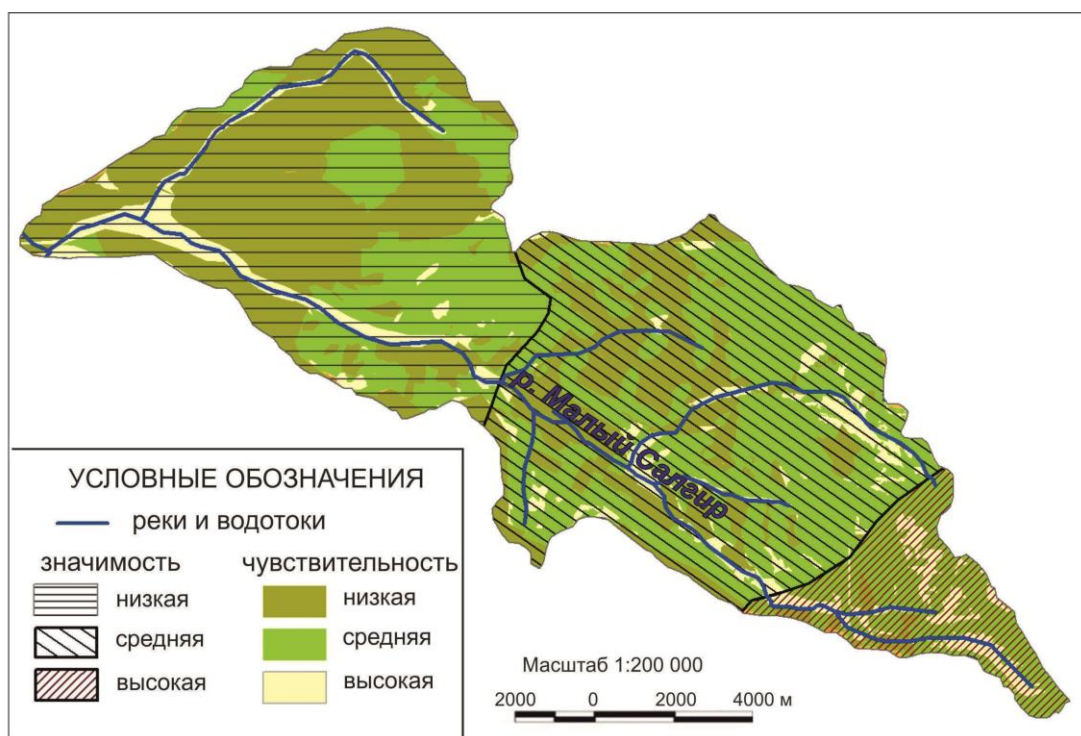 р. Малый Салгир
УСЛОВНЫЕ ОБОЗНАЧЕНИЯ
реки и водотоки
значимость чувствительность
низкая низкая
средняя средняя
высокая высокая
Масштаб 1:200 000
2000 0 2000 4000 м